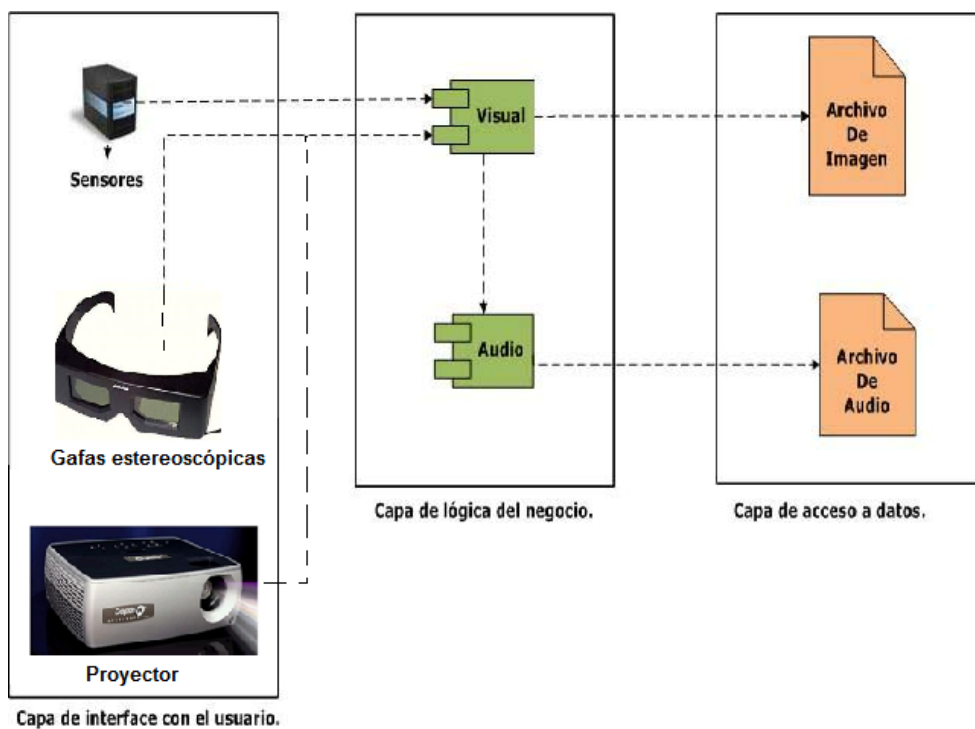 Sensores
Gafas estereoscópicas
Proyector
Capa de interface con el usuario.
Visual
Audio
Capa de lógica del negocio.
Archivo
De
Imagen
Archivo
De
Audio
Capa de acceso a datos.